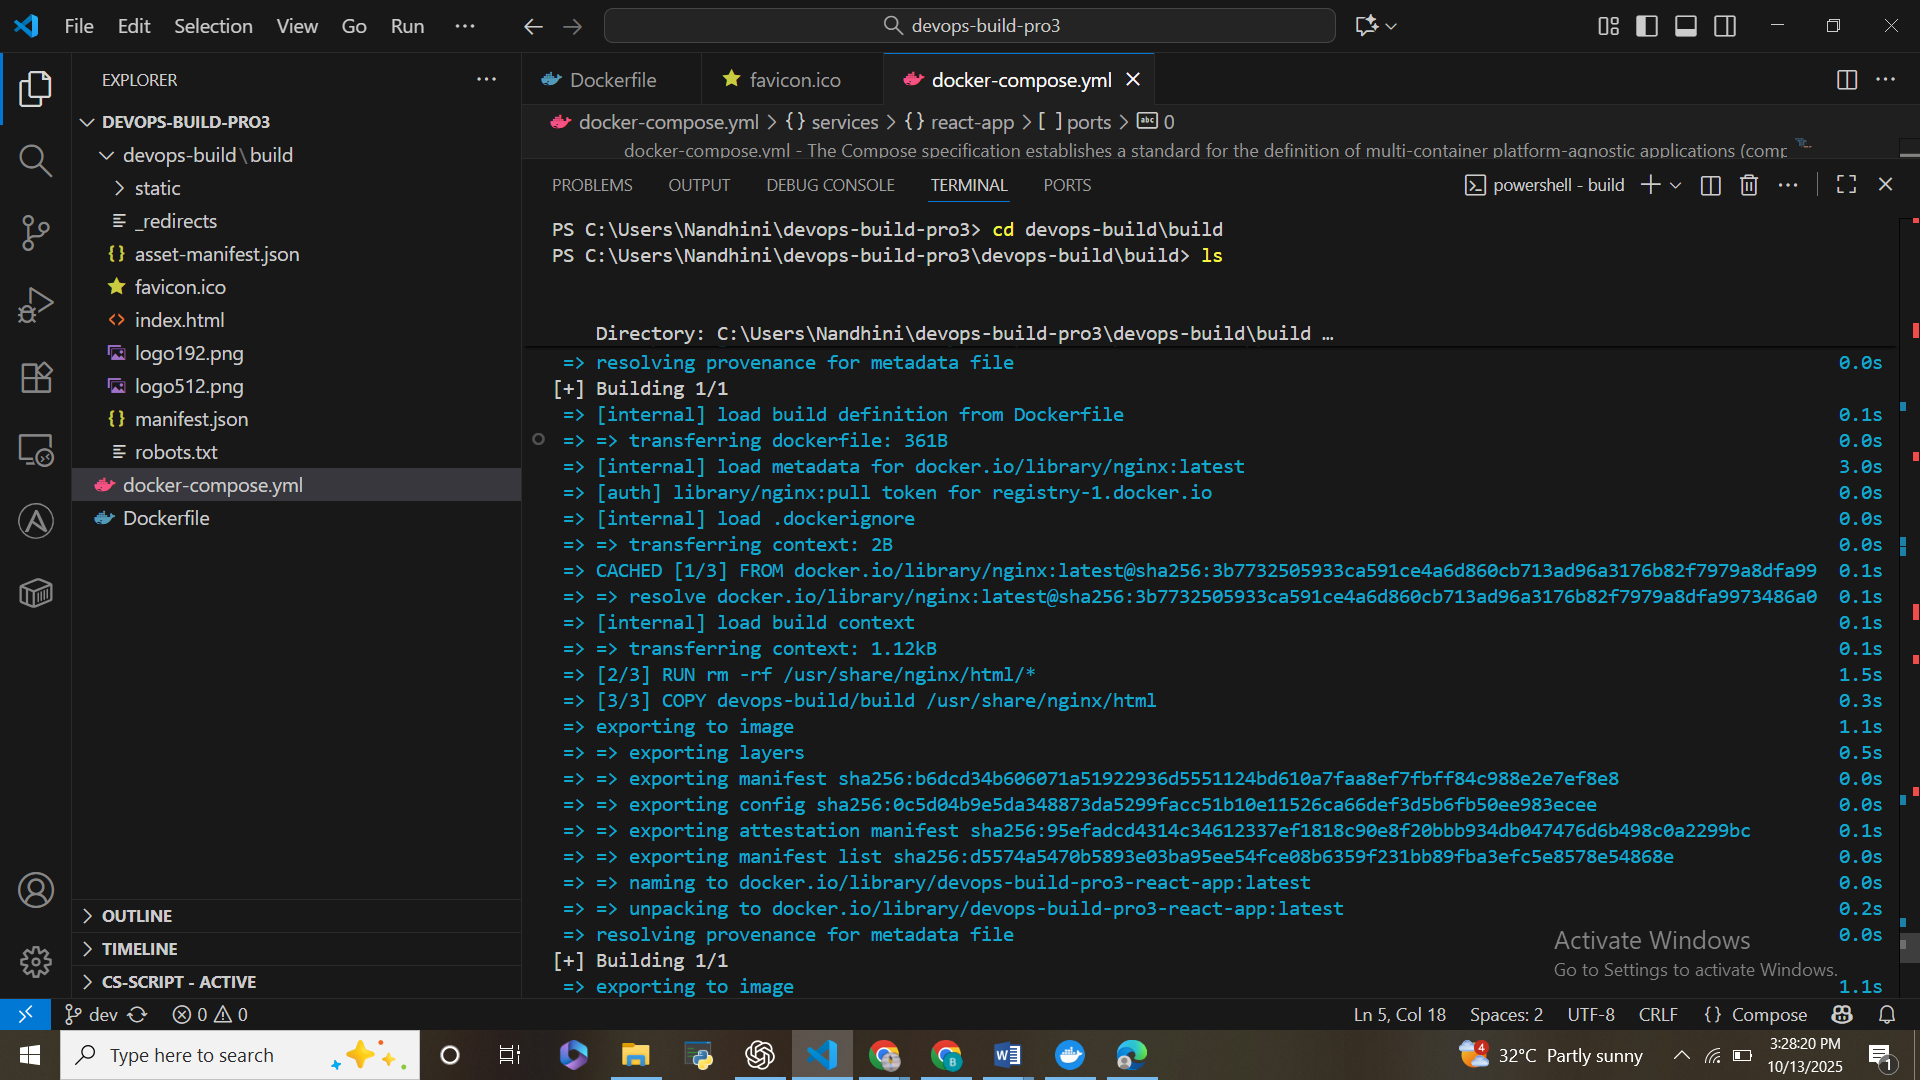 File Edit Selection View Go Run ...
devops-build-pro3
EXPLORER
DEVOPS-BUILD-PRO3
devops-build\build
static
_redirects
asset-manifest.json
favicon.ico
index.html
logo192.png
logo512.png
manifest.json
robots.txt
docker-compose.yml
Dockerfile
OUTLINE
TIMELINE
CS-SCRIPT - ACTIVE
Dockerfile favicon.ico docker-compose.yml
docker-compose.yml > {} services > {} react-app > [ ] ports > abc 0
docker-compose.yml - The Compose specification establishes a standard for the definition of multi-container platform-agnostic applications (comp
PROBLEMS OUTPUT DEBUG CONSOLE TERMINAL PORTS
powershell - build
PS C:\Users\Nandhini\devops-build-pro3> cd devops-build\build
PS C:\Users\Nandhini\devops-build-pro3\devops-build\build> ls
Directory: C:\Users\Nandhini\devops-build-pro3\devops-build\build …
=> resolving provenance for metadata file 0.0s
[+] Building 1/1
=> [internal] load build definition from Dockerfile 0.1s
=> => transferring dockerfile: 361B 0.0s
=> [internal] load metadata for docker.io/library/nginx:latest 3.0s
=> [auth] library/nginx:pull token for registry-1.docker.io 0.0s
=> [internal] load .dockerignore 0.0s
=> => transferring context: 2B 0.0s
=> CACHED [1/3] FROM docker.io/library/nginx:latest@sha256:3b7732505933ca591ce4a6d860cb713ad96a3176b82f7979a8dfa99 0.1s
=> => resolve docker.io/library/nginx:latest@sha256:3b7732505933ca591ce4a6d860cb713ad96a3176b82f7979a8dfa9973486a0 0.1s
=> [internal] load build context 0.1s
=> => transferring context: 1.12kB 0.1s
=> [2/3] RUN rm -rf /usr/share/nginx/html/* 1.5s
=> [3/3] COPY devops-build/build /usr/share/nginx/html 0.3s
=> exporting to image 1.1s
=> => exporting layers 0.5s
=> => exporting manifest sha256:b6dcd34b606071a51922936d5551124bd610a7faa8ef7fbff84c988e2e7ef8e8 0.0s
=> => exporting config sha256:0c5d04b9e5da348873da5299facc51b10e11526ca66def3d5b6fb50ee983ecee 0.0s
=> => exporting attestation manifest sha256:95efadcd4314c34612337ef1818c90e8f20bbb934db047476d6b498c0a2299bc 0.1s
=> => exporting manifest list sha256:d5574a5470b5893e03ba95ee54fce08b6359f231bb89fba3efc5e8578e54868e 0.0s
=> => naming to docker.io/library/devops-build-pro3-react-app:latest 0.0s
=> => unpacking to docker.io/library/devops-build-pro3-react-app:latest 0.2s
=> resolving provenance for metadata file 0.0s
[+] Building 1/1
=> exporting to image 1.1s
Activate Windows
Go to Settings to activate Windows.
dev 0 0 Ln 5, Col 18 Spaces: 2 UTF-8 CRLF {} Compose
Type here to search
4 32°C Partly sunny
3:28:20 PM
10/13/2025
1